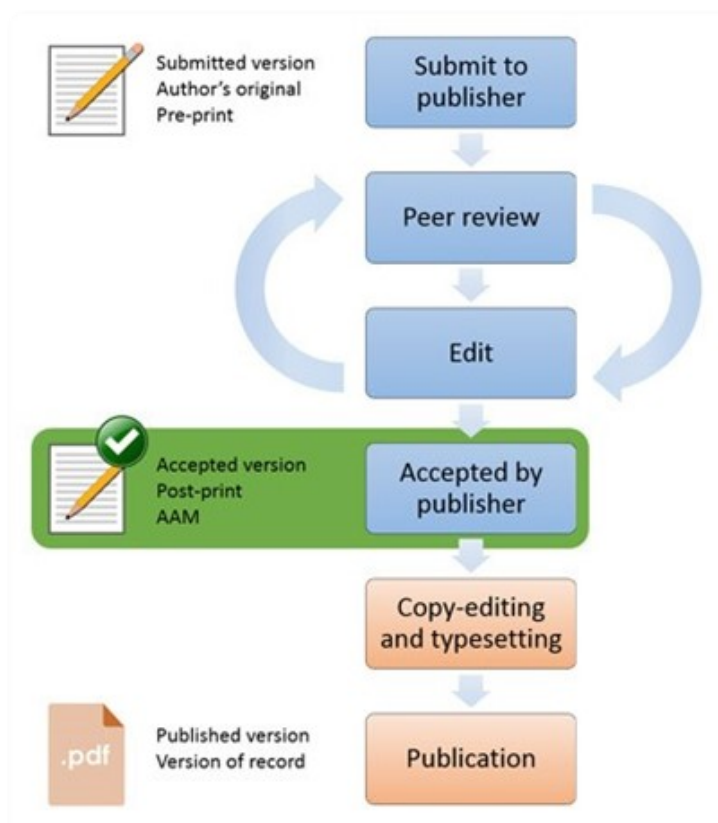 Submitted version
Author's original
Pre-print
Submit to
publisher
Peer review
Edit
Accepted version
Post-print
AAM
Accepted by
publisher
Copy-editing
and typesetting
.pdf
Published version
Version of record
Publication